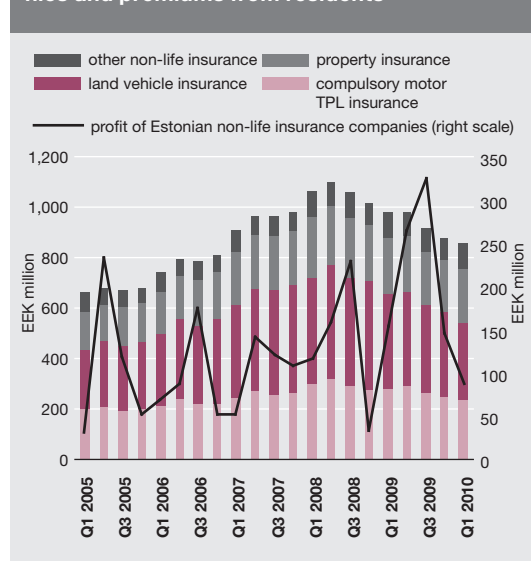 other non-life insurance
property insurance
land vehicle insurance
compulsory motor
TPL insurance
profit of Estonian non-life insurance companies (right scale)
1,200
1,000
800
600
400
200
0
EEK million
350
300
250
200
150
100
50
0
EEK million
Q1 2005
Q3 2005
Q1 2006
Q3 2006
Q1 2007
Q3 2007
Q1 2008
Q3 2008
Q1 2009
Q3 2009
Q1 2010